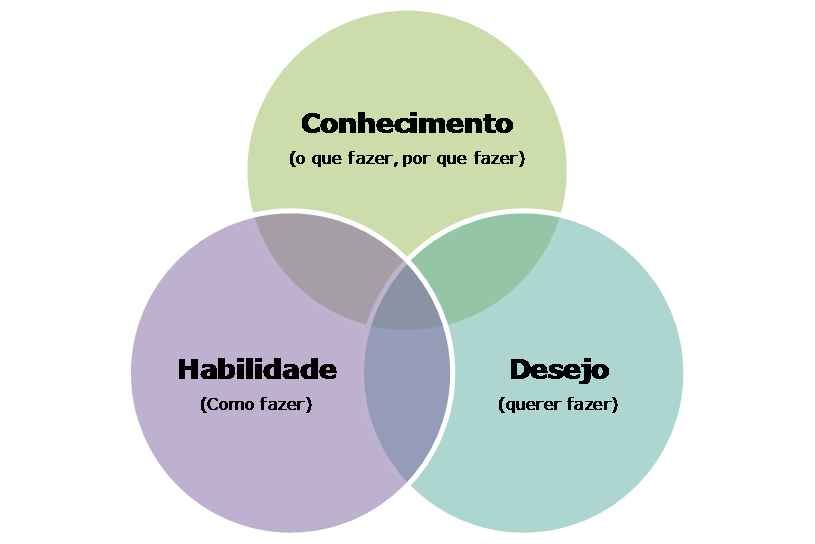 Conhecimento
(o que fazer, por que fazer)
Habilidade
(Como fazer)
Desejo
(querer fazer)